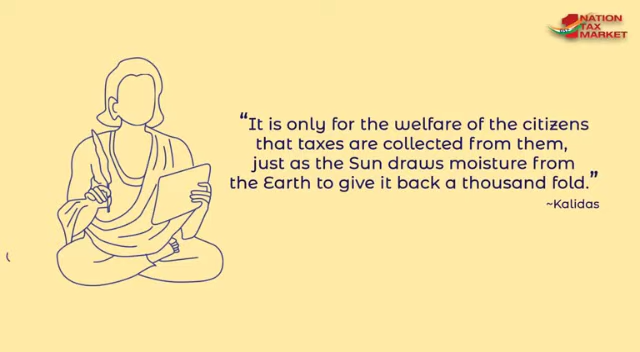 NATION
TAX
MARKET
“It is only for the welfare of the citizens
that taxes are collected from them,
just as the Sun draws moisture from
the Earth to give it back a thousand fold.”
~Kalidas